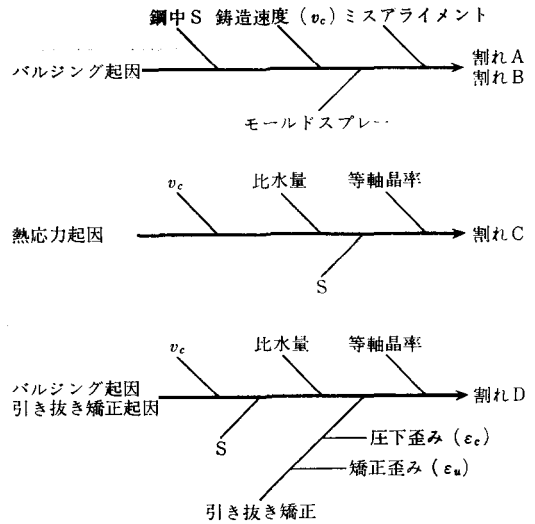 鋼中S 鋳造速度(vc)ミスアライメント
バルジング起因
割れA
割れB
モールドスプレー
vc 比水量 等軸晶率
熱応力起因
割れC
S
vc 比水量 等軸晶率
バルジング起因
引き抜き矯正起因
割れD
S
圧下歪み(εc)
矯正歪み(εu)
引き抜き矯正